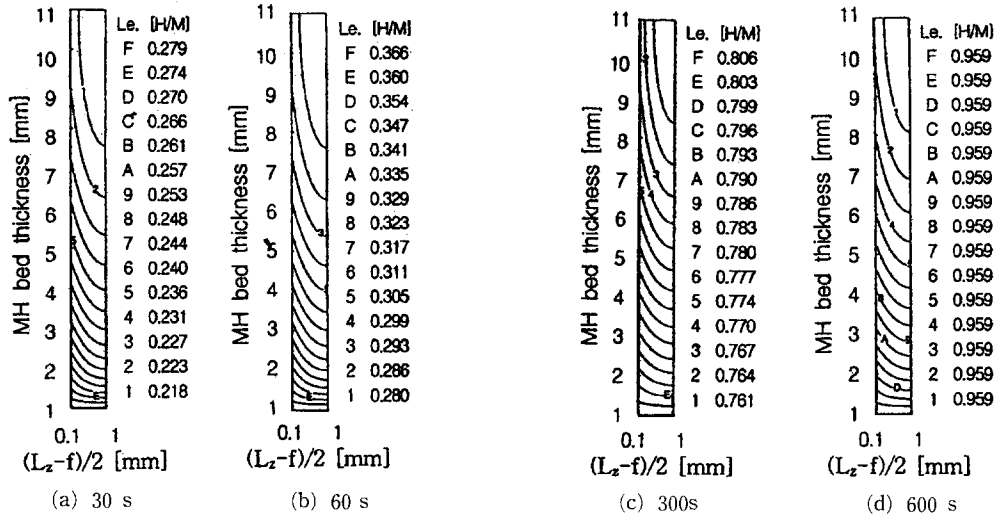 Le. [H/M]
F 0.279
E 0.274
D 0.270
C 0.266
B 0.261
A 0.257
9 0.253
8 0.248
7 0.244
6 0.240
5 0.236
4 0.231
3 0.227
2 0.223
1 0.218
11
10
9
8
7
6
5
4
3
2
1
MH bed thickness [mm]
0.1 1
(Lz-f)/2 [mm]
(a) 30 s
Le. [H/M]
F 0.366
E 0.360
D 0.354
C 0.347
B 0.341
A 0.335
9 0.329
8 0.323
7 0.317
6 0.311
5 0.305
4 0.299
3 0.293
2 0.286
1 0.280
11
10
9
8
7
6
5
4
3
2
1
MH bed thickness [mm]
0.1 1
(Lz-f)/2 [mm]
(b) 60 s
Le. [H/M]
F 0.806
E 0.803
D 0.799
C 0.796
B 0.793
A 0.790
9 0.786
8 0.783
7 0.780
6 0.777
5 0.774
4 0.770
3 0.767
2 0.764
1 0.761
11
10
9
8
7
6
5
4
3
2
1
MH bed thickness [mm]
0.1 1
(Lz-f)/2 [mm]
(c) 300s
Le. [H/M]
F 0.959
E 0.959
D 0.959
C 0.959
B 0.959
A 0.959
9 0.959
8 0.959
7 0.959
6 0.959
5 0.959
4 0.959
3 0.959
2 0.959
1 0.959
11
10
9
8
7
6
5
4
3
2
1
MH bed thickness [mm]
0.1 1
(Lz-f)/2 [mm]
(d) 600 s